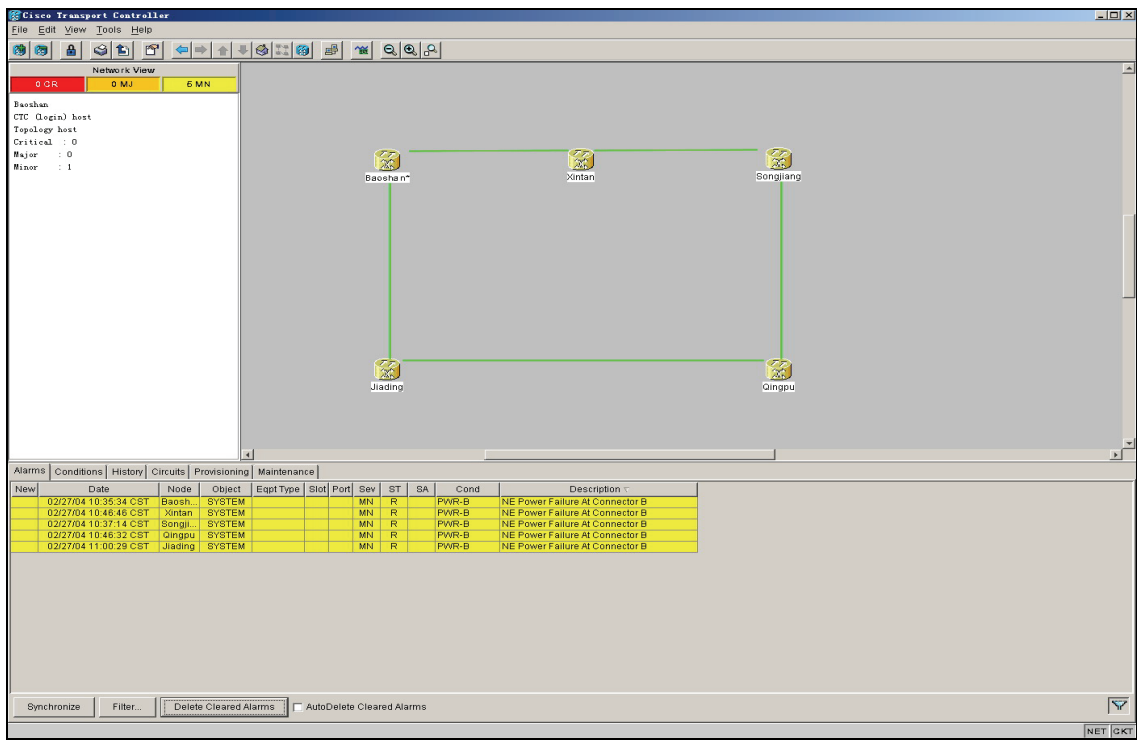 Cisco Transport Controller
File Edit View Tools Help
Network View
0 CR 0 MJ 5 MN
Baoshan
CTC (login) host
Topology host
Critical : 0
Major : 0
Minor : 1
Baoshan~
Xintan
Songjiang
Jiading
Qingpu
Alarms Conditions History Circuits Provisioning Maintenance
New Date Node Object Eqpt Type Slot Port Sev ST SA Cond Description
02/27/04 10:35:34 CST Baosh... SYSTEM MN R PWR-B NE Power Failure At Connector B
02/27/04 10:46:46 CST Xintan SYSTEM MN R PWR-B NE Power Failure At Connector B
02/27/04 10:37:14 CST Songji... SYSTEM MN R PWR-B NE Power Failure At Connector B
02/27/04 10:46:32 CST Qingpu SYSTEM MN R PWR-B NE Power Failure At Connector B
02/27/04 11:00:29 CST Jiading SYSTEM MN R PWR-B NE Power Failure At Connector B
Synchronize Filter... Delete Cleared Alarms AutoDelete Cleared Alarms
NET CKT